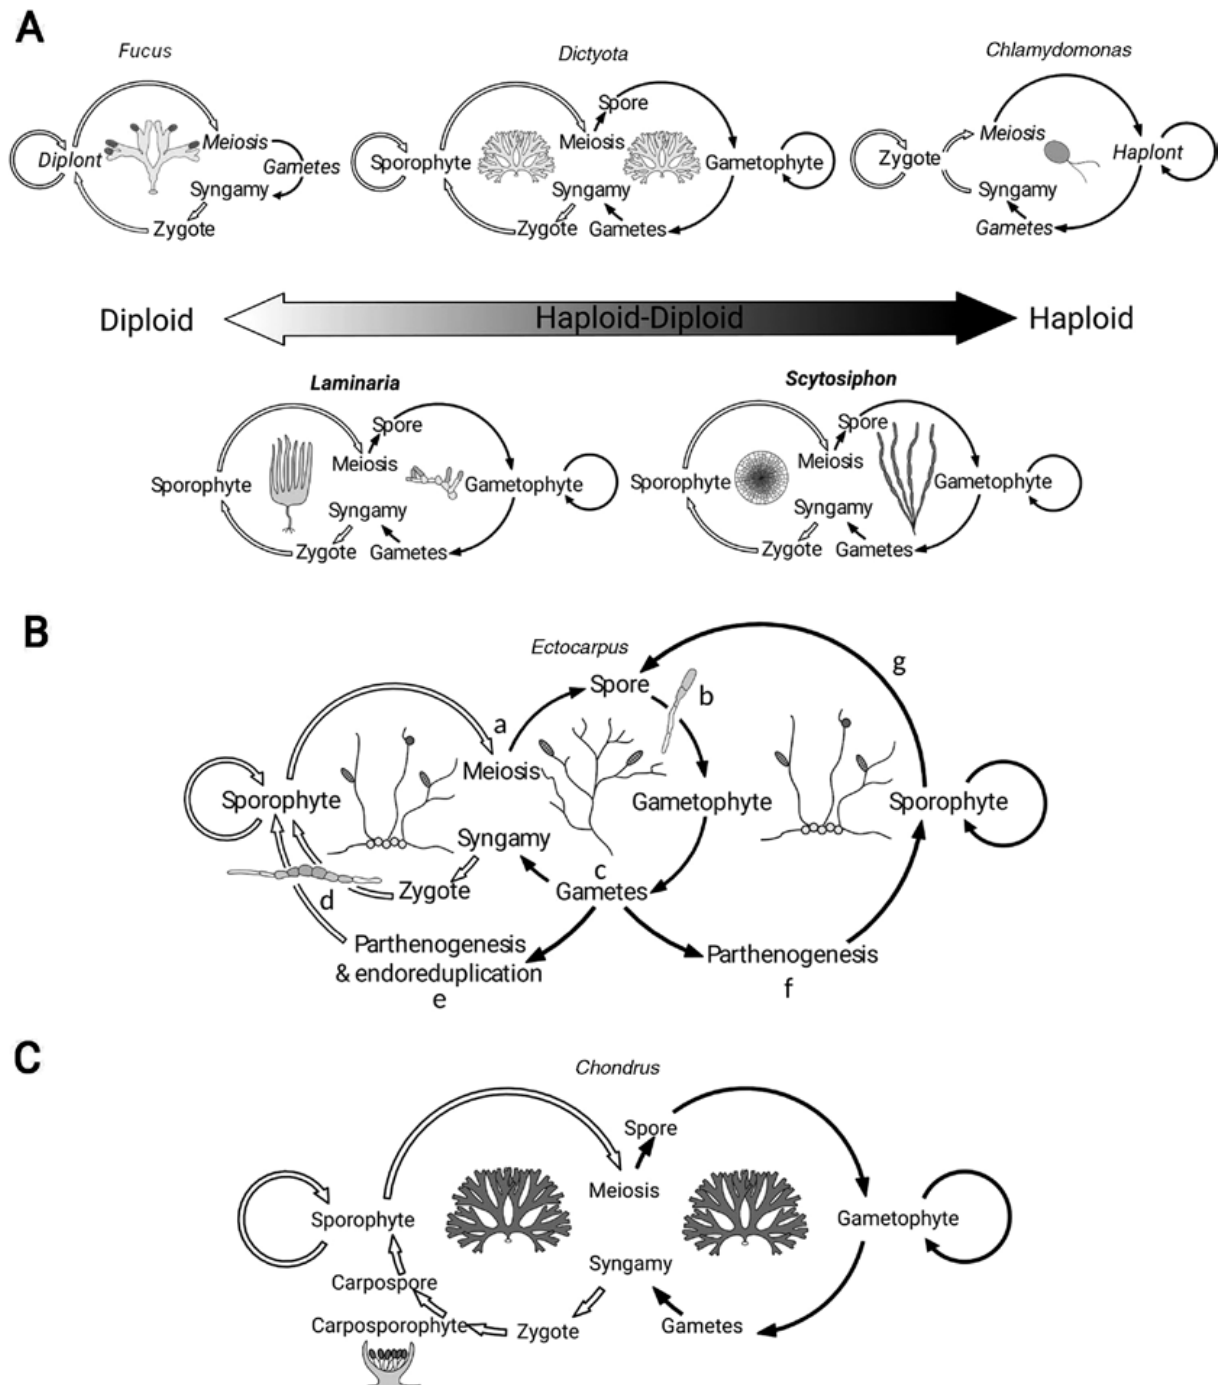 A
Fucus
Diplont
Meiosis
Gametes
Syngamy
Zygote
Dictyota
Spore
Sporophyte
Meiosis
Gametophyte
Syngamy
Zygote
Gametes
Chlamydomonas
Meiosis
Zygote
Haplont
Syngamy
Gametes
Diploid
Haploid-Diploid
Haploid
Laminaria
Spore
Meiosis
Sporophyte
Gametophyte
Syngamy
Zygote
Gametes
Scytosiphon
Spore
Meiosis
Sporophyte
Gametophyte
Syngamy
Zygote
Gametes
B
Ectocarpus
g
Spore
b
a
Meiosis
Sporophyte
Gametophyte
Sporophyte
Syngamy
c
Zygote
Gametes
d
Parthenogenesis
& endoreduplication
e
Parthenogenesis
f
C
Chondrus
Spore
Meiosis
Sporophyte
Gametophyte
Syngamy
Carpospore
Carposporophyte
Zygote
Gametes